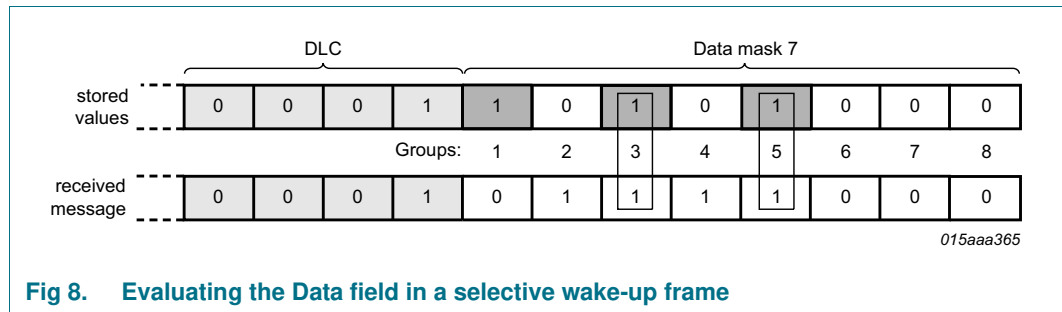 DLC Data mask 7
stored values 0 0 0 1 1 0 1 0 1 0 0 0
Groups: 1 2 3 4 5 6 7 8
received message 0 0 0 1 0 1 1 1 1 0 0 0
015aaa365
Fig 8. Evaluating the Data field in a selective wake-up frame